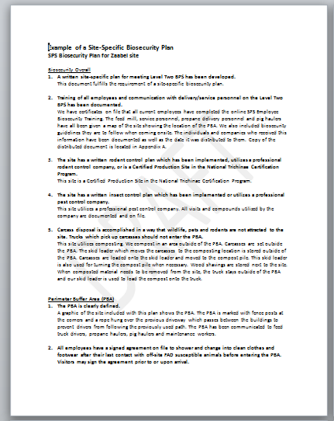 Example of a Site-Specific Biosecurity Plan
SPS Biosecurity Plan for Zaabel site
Biosecurity Overall
1. A written site-specific plan for meeting Level Two BPS has been developed.
This document fulfills the requirement of a site-specific biosecurity plan.
2. Training of all employees and communication with delivery/service personnel on the Level Two
BPS has been documented.
We have certificates on file that all current employees have completed the online SPS Employee
Biosecurity Training. The feed mill, service personnel, propane delivery personnel and pig haulers
have all been given a map of the site showing the location of the PBA. We also included biosecurity
guidelines they are to follow when coming onsite. The individuals and companies who received this
information have been documented as well as the date it was distributed to them. Copy of the
distributed document is located in Appendix A.
3. The site has a written rodent control plan which has been implemented, utilizes a professional
rodent control company, or is a Certified Production Site in the National Trichinae Certification
Program.
This site is a Certified Production Site in the National Trichinae Certification Program.
4. The site has a written insect control plan which has been implemented or utilizes a professional
pest control company.
This site utilizes a professional pest control company. All visits and compounds utilized by the
company are documented and on file.
5. Carcass disposal is accomplished in a way that wildlife, pets and rodents are not attracted to the
site. Trucks which pick up carcasses should not enter the PBA.
This site utilizes composting. We compost in an area outside of the PBA. Carcasses are set outside
the PBA. The skid loader which carries the carcasses to the composting location is stored outside of
the PBA. Carcasses are loaded onto the skid loader and moved to the compost pile. This skid loader
is also used for turning the compost pile when necessary. Wood shavings are stored next to the site.
When composted material needs to be removed from the site, the truck stays outside of the PBA
and our skid loader is used to load the compost onto the truck.
Perimeter Buffer Area (PBA)
1. The PBA is clearly defined.
A graphic of the site included with this plan shows the PBA. The PBA is marked with fence posts at
the corners and a rope hung over the previous driveway which passes between the buildings to
prevent drivers from following the previously used path. The PBA has been communicated to feed
truck drivers, propane haulers, pig haulers and maintenance workers.
2. All employees have a signed agreement on file to shower and change into clean clothes and
footwear after their last contact with off-site FAD susceptible animals before entering the PBA.
Visitors may sign the agreement prior to or upon arrival.
DRAFT